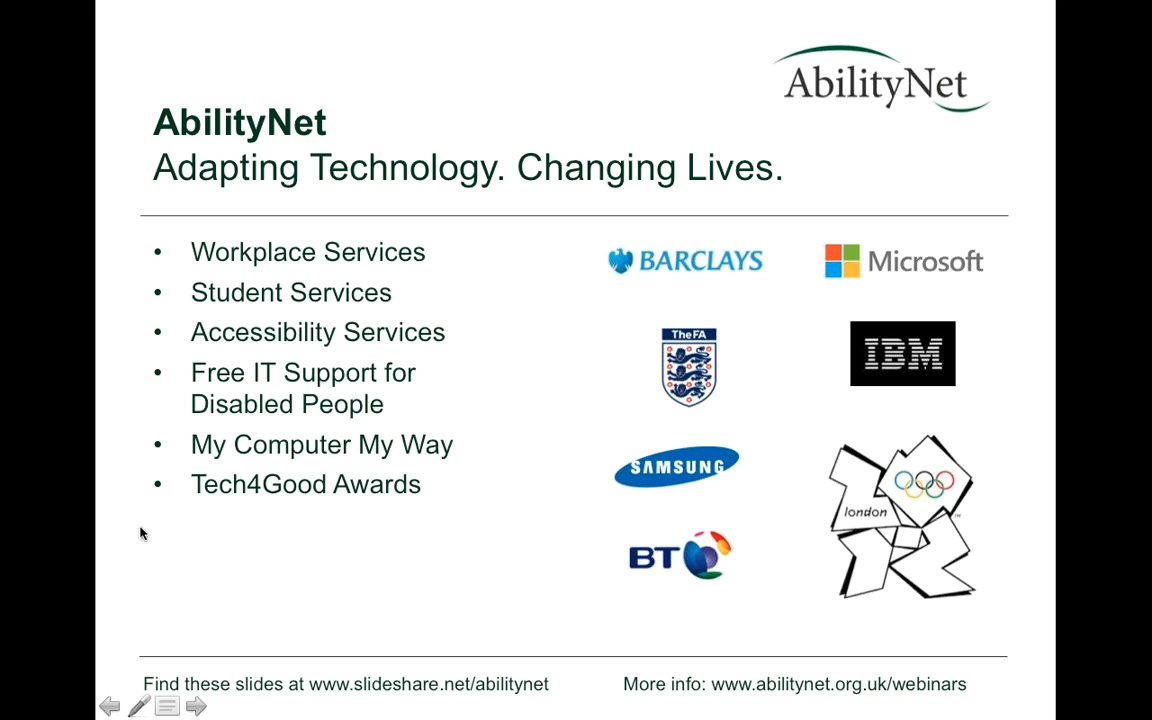 AbilityNet
AbilityNet
Adapting Technology. Changing Lives.
• Workplace Services
• Student Services
• Accessibility Services
• Free IT Support for
Disabled People
• My Computer My Way
• Tech4Good Awards
BARCLAYS
Microsoft
The FA
IBM
SAMSUNG
london
BT
Find these slides at www.slideshare.net/abilitynet
More info: www.abilitynet.org.uk/webinars